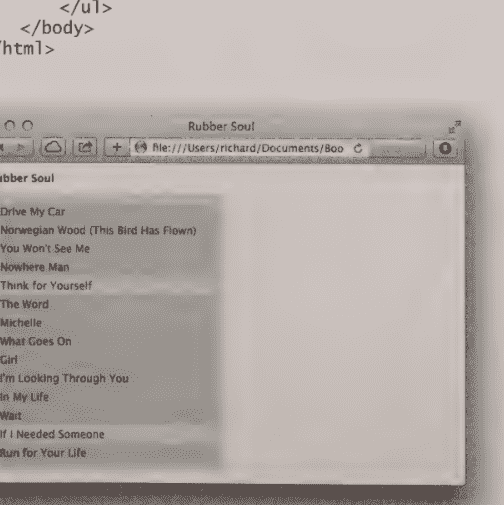 </ul>
</body>
/html>
Rubber Soul
file:///Users/richard/Documents/Boo
ubber Soul
Drive My Car
Norwegian Wood (This Bird Has Flown)
You Won't See Me
Nowhere Man
Think for Yourself
The Word
Michelle
What Goes On
Girl
I'm Looking Through You
In My Life
Wait
If I Needed Someone
Run for Your Life